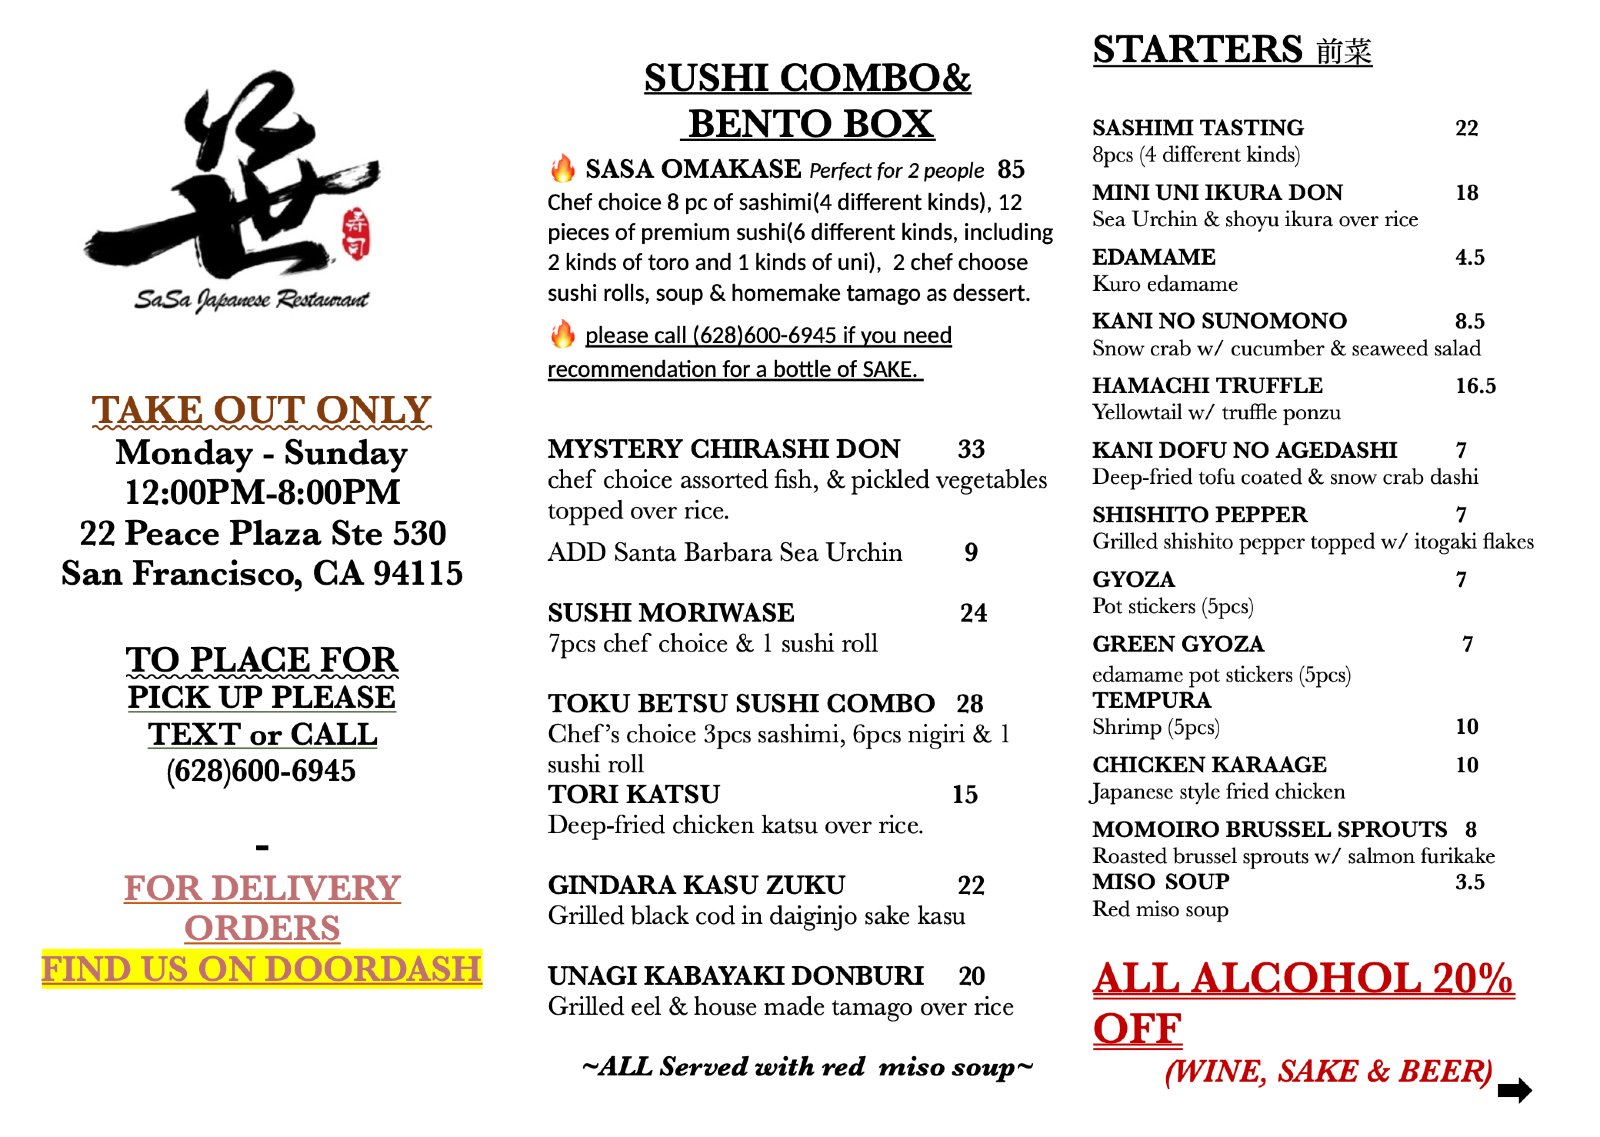 笹
寿司
SaSa Japanese Restaurant
TAKE OUT ONLY
Monday - Sunday
12:00PM-8:00PM
22 Peace Plaza Ste 530
San Francisco, CA 94115
TO PLACE FOR
PICK UP PLEASE
TEXT or CALL
(628)600-6945
-
FOR DELIVERY
ORDERS
FIND US ON DOORDASH
SUSHI COMBO&
BENTO BOX
🔥 SASA OMAKASE Perfect for 2 people 85
Chef choice 8 pc of sashimi(4 different kinds), 12
pieces of premium sushi(6 different kinds, including
2 kinds of toro and 1 kinds of uni), 2 chef choose
sushi rolls, soup & homemake tamago as dessert.
🔥 please call (628)600-6945 if you need
recommendation for a bottle of SAKE.
MYSTERY CHIRASHI DON 33
chef choice assorted fish, & pickled vegetables
topped over rice.
ADD Santa Barbara Sea Urchin 9
SUSHI MORIWASE 24
7pcs chef choice & 1 sushi roll
TOKU BETSU SUSHI COMBO 28
Chef's choice 3pcs sashimi, 6pcs nigiri & 1
sushi roll
TORI KATSU 15
Deep-fried chicken katsu over rice.
GINDARA KASU ZUKU 22
Grilled black cod in daiginjo sake kasu
UNAGI KABAYAKI DONBURI 20
Grilled eel & house made tamago over rice
~ALL Served with red miso soup~
STARTERS 前菜
SASHIMI TASTING 22
8pcs (4 different kinds)
MINI UNI IKURA DON 18
Sea Urchin & shoyu ikura over rice
EDAMAME 4.5
Kuro edamame
KANI NO SUNOMONO 8.5
Snow crab w/ cucumber & seaweed salad
HAMACHI TRUFFLE 16.5
Yellowtail w/ truffle ponzu
KANI DOFU NO AGEDASHI 7
Deep-fried tofu coated & snow crab dashi
SHISHITO PEPPER 7
Grilled shishito pepper topped w/ itogaki flakes
GYOZA 7
Pot stickers (5pcs)
GREEN GYOZA 7
edamame pot stickers (5pcs)
TEMPURA
Shrimp (5pcs) 10
CHICKEN KARAAGE 10
Japanese style fried chicken
MOMOIRO BRUSSEL SPROUTS 8
Roasted brussel sprouts w/ salmon furikake
MISO SOUP 3.5
Red miso soup
ALL ALCOHOL 20%
OFF
(WINE, SAKE & BEER)